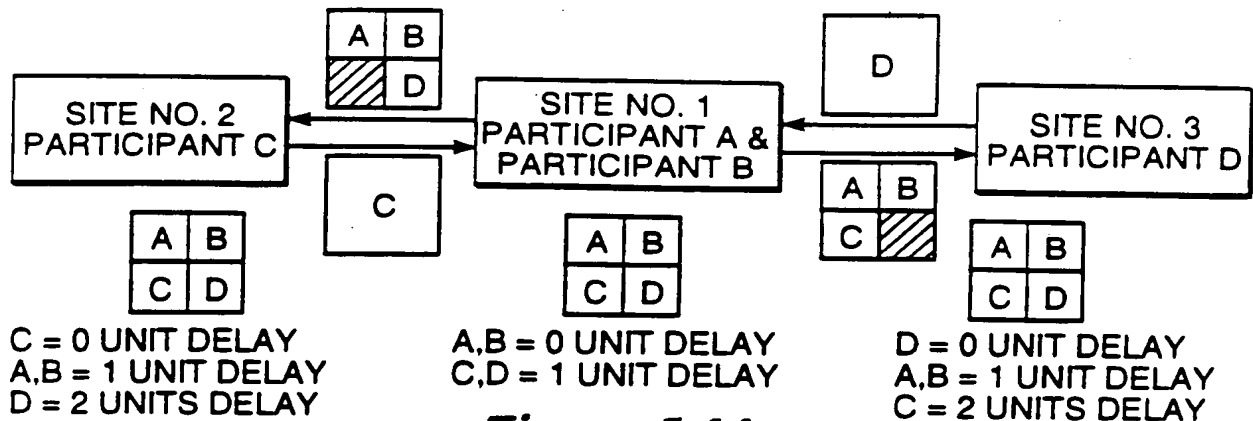 A B
D
D
SITE NO. 2
PARTICIPANT C
SITE NO. 1
PARTICIPANT A &
PARTICIPANT B
SITE NO. 3
PARTICIPANT D
C
A B
C
A B
C D
A B
C D
A B
C D
C = 0 UNIT DELAY
A,B = 1 UNIT DELAY
D = 2 UNITS DELAY
A,B = 0 UNIT DELAY
C,D = 1 UNIT DELAY
D = 0 UNIT DELAY
A,B = 1 UNIT DELAY
C = 2 UNITS DELAY